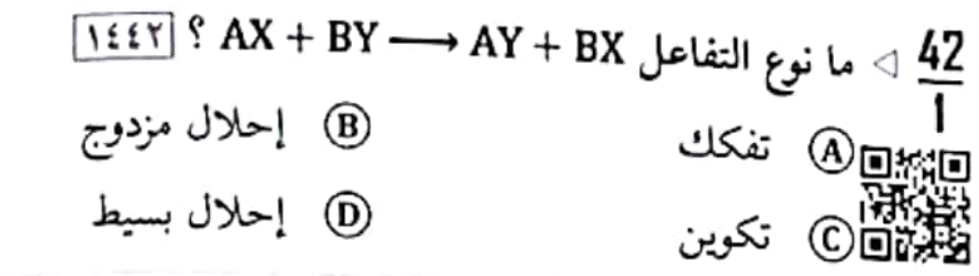 42
1
◁ ما نوع التفاعل AX + BY ⟶ AY + BX ؟ ١٤٤٢
A تفكك
B إحلال مزدوج
C تكوين
D إحلال بسيط